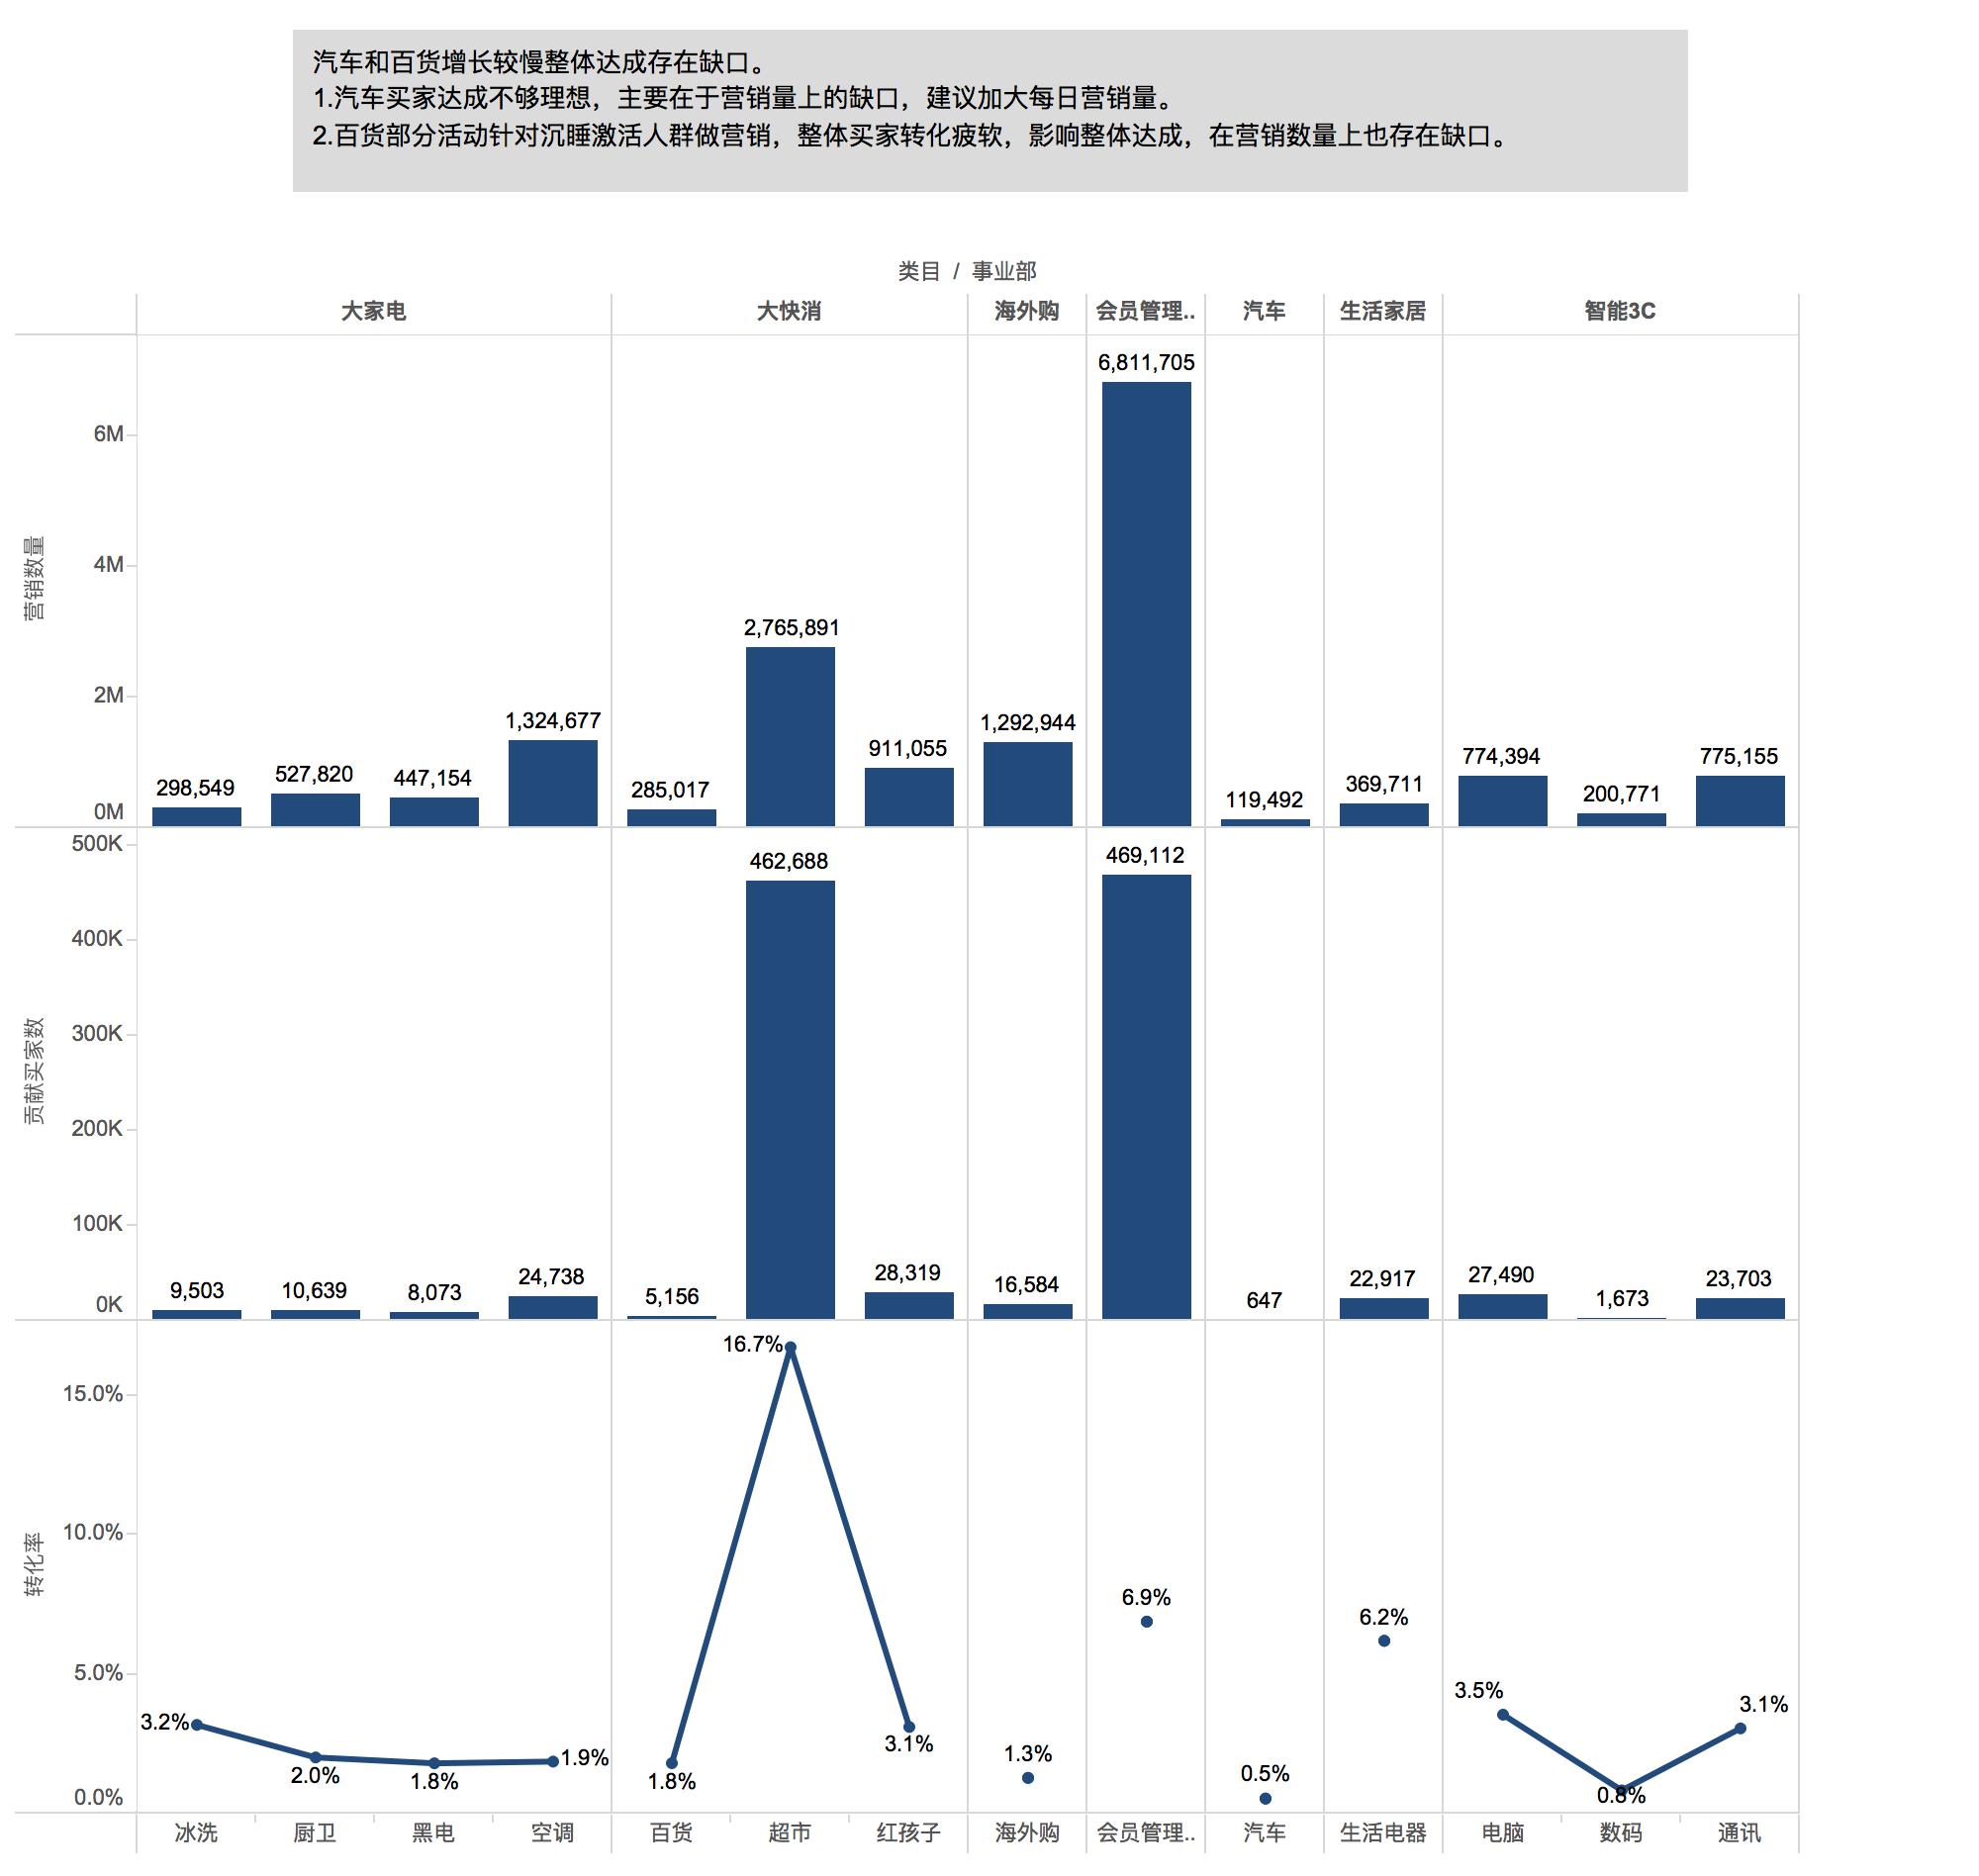 汽车和百货增长较慢整体达成存在缺口。
1.汽车买家达成不够理想，主要在于营销量上的缺口，建议加大每日营销量。
2.百货部分活动针对沉睡激活人群做营销，整体买家转化疲软，影响整体达成，在营销数量上也存在缺口。
类目 / 事业部
大家电 大快消 海外购 会员管理.. 汽车 生活家居 智能3C
营销数量
6M
4M
2M
0M
298,549 527,820 447,154 1,324,677 285,017 2,765,891 911,055 1,292,944 6,811,705 119,492 369,711 774,394 200,771 775,155
贡献买家数
500K
400K
300K
200K
100K
0K
9,503 10,639 8,073 24,738 5,156 462,688 28,319 16,584 469,112 647 22,917 27,490 1,673 23,703
转化率
15.0%
10.0%
5.0%
0.0%
3.2% 2.0% 1.8% 1.9% 1.8% 16.7% 3.1% 1.3% 6.9% 0.5% 6.2% 3.5% 0.8% 3.1%
冰洗 厨卫 黑电 空调 百货 超市 红孩子 海外购 会员管理.. 汽车 生活电器 电脑 数码 通讯